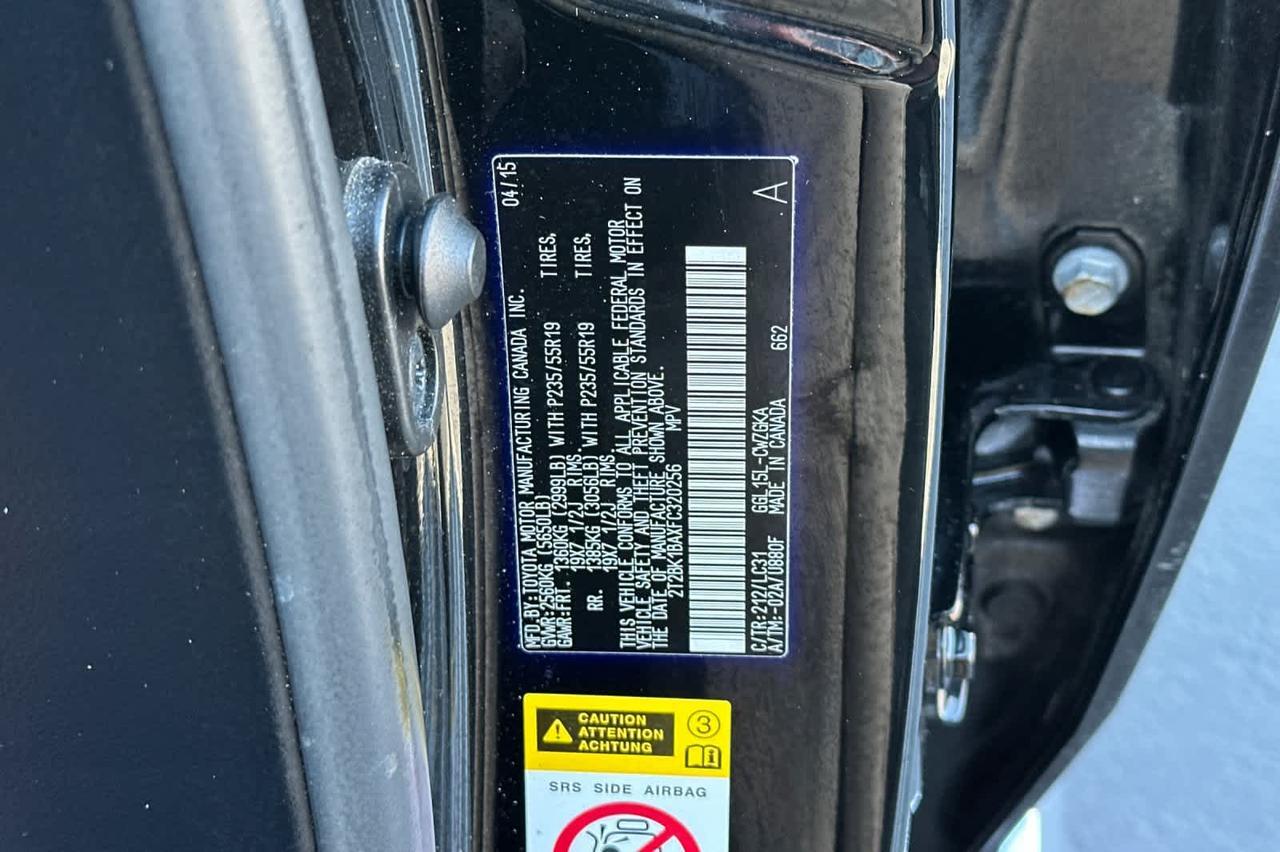 MFD.BY:TOYOTA MOTOR MANUFACTURING CANADA INC. 04/15
GVWR:2560KG (5650LB)
GAWR:FRT. 1360KG (2999LB) WITH P235/55R19 TIRES,
19X7 1/2J RIMS
RR. 1385KG (3056LB) WITH P235/55R19 TIRES,
19X7 1/2J RIMS.
THIS VEHICLE CONFORMS TO ALL APPLICABLE FEDERAL MOTOR
VEHICLE SAFETY AND THEFT PREVENTION STANDARDS IN EFFECT ON
THE DATE OF MANUFACTURE SHOWN ABOVE.
2T2BK1BAXFC320256 MPV
C/TR:212/LC31 GGL15L-CWZGKA
A/TM:-02A/U880F MADE IN CANADA 662 A
CAUTION
ATTENTION
ACHTUNG
3
SRS SIDE AIRBAG